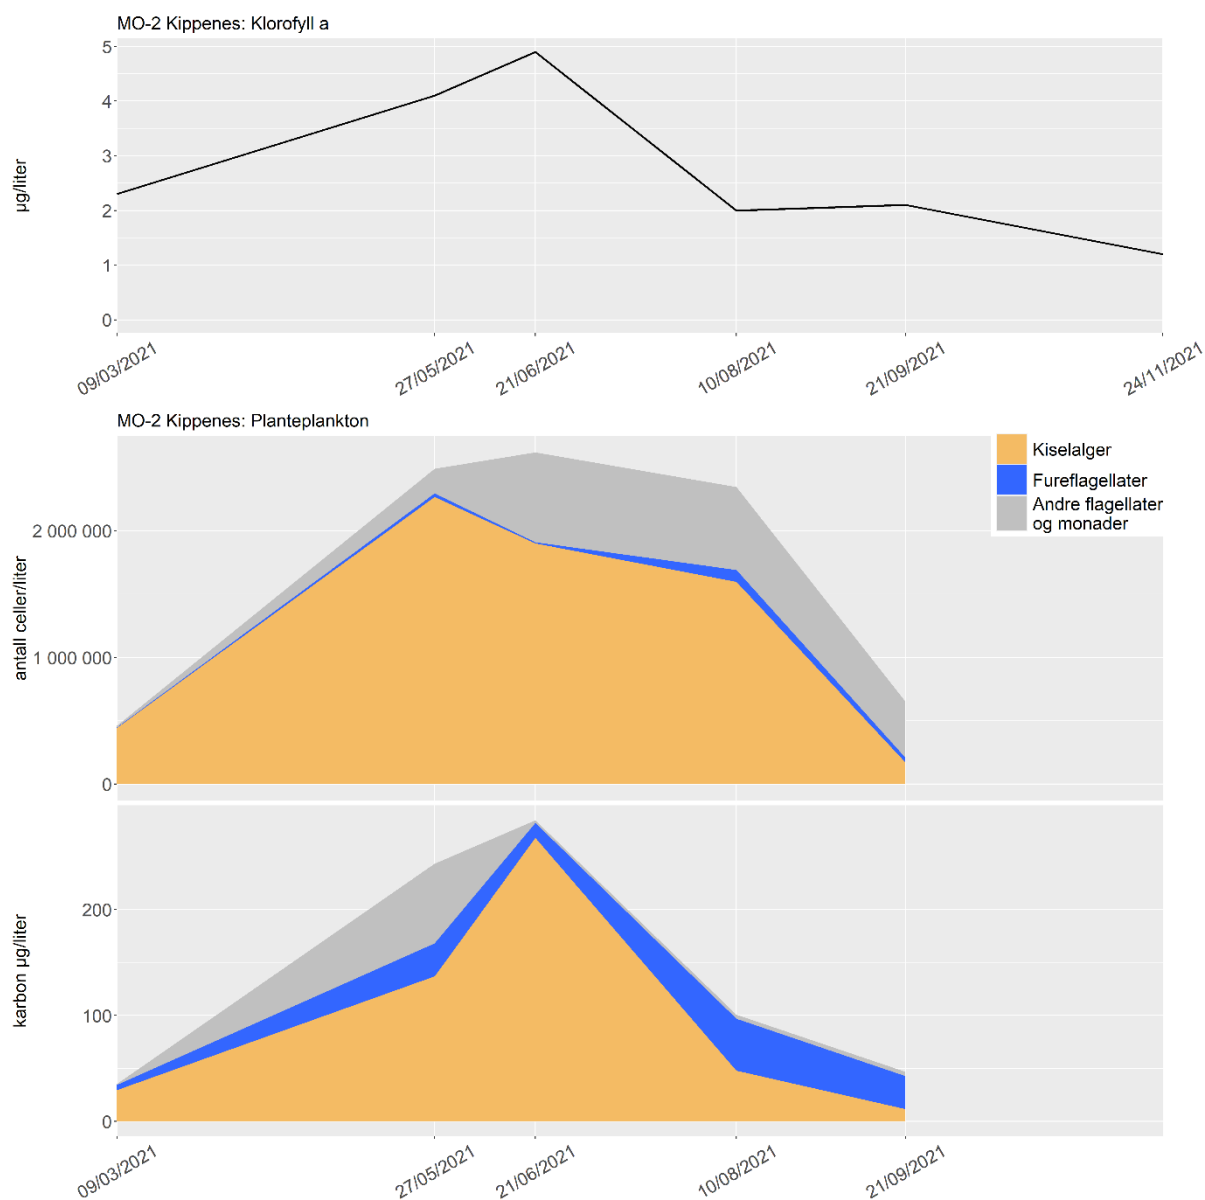 MO-2 Kippenes: Klorofyll a
µg/liter
5
4
3
2
1
0
09/03/2021
27/05/2021
21/06/2021
10/08/2021
21/09/2021
24/11/2021
MO-2 Kippenes: Planteplankton
Kiselalger
Fureflagellater
Andre flagellater
og monader
antall celler/liter
2 000 000
1 000 000
0
karbon µg/liter
200
100
0
09/03/2021
27/05/2021
21/06/2021
10/08/2021
21/09/2021